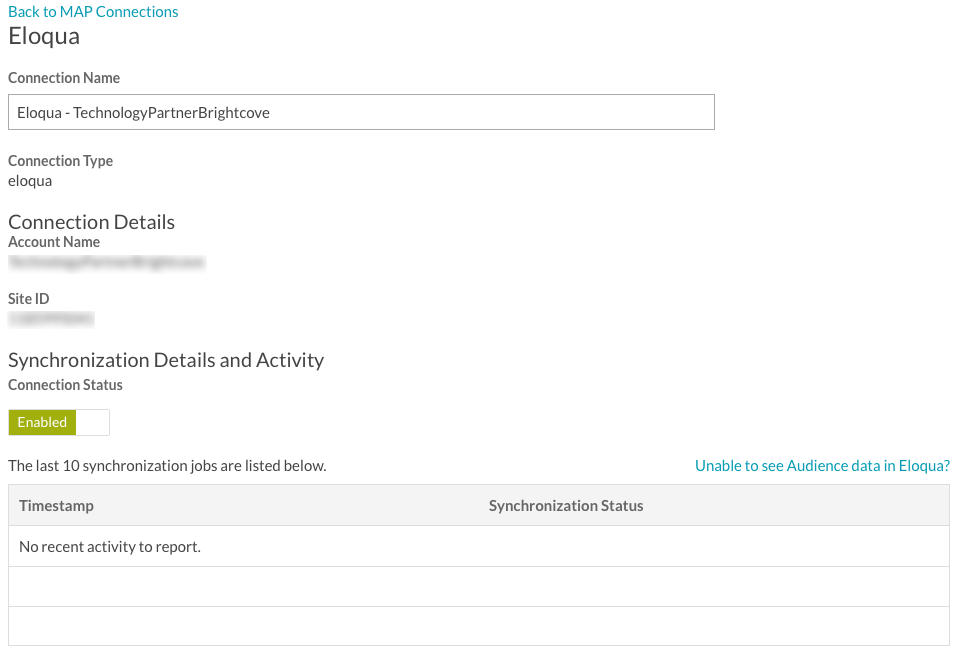 Back to MAP Connections
Eloqua
Connection Name
Eloqua - TechnologyPartnerBrightcove
Connection Type
eloqua
Connection Details
Account Name
Site ID
Synchronization Details and Activity
Connection Status
Enabled
The last 10 synchronization jobs are listed below. Unable to see Audience data in Eloqua?
Timestamp Synchronization Status
No recent activity to report.